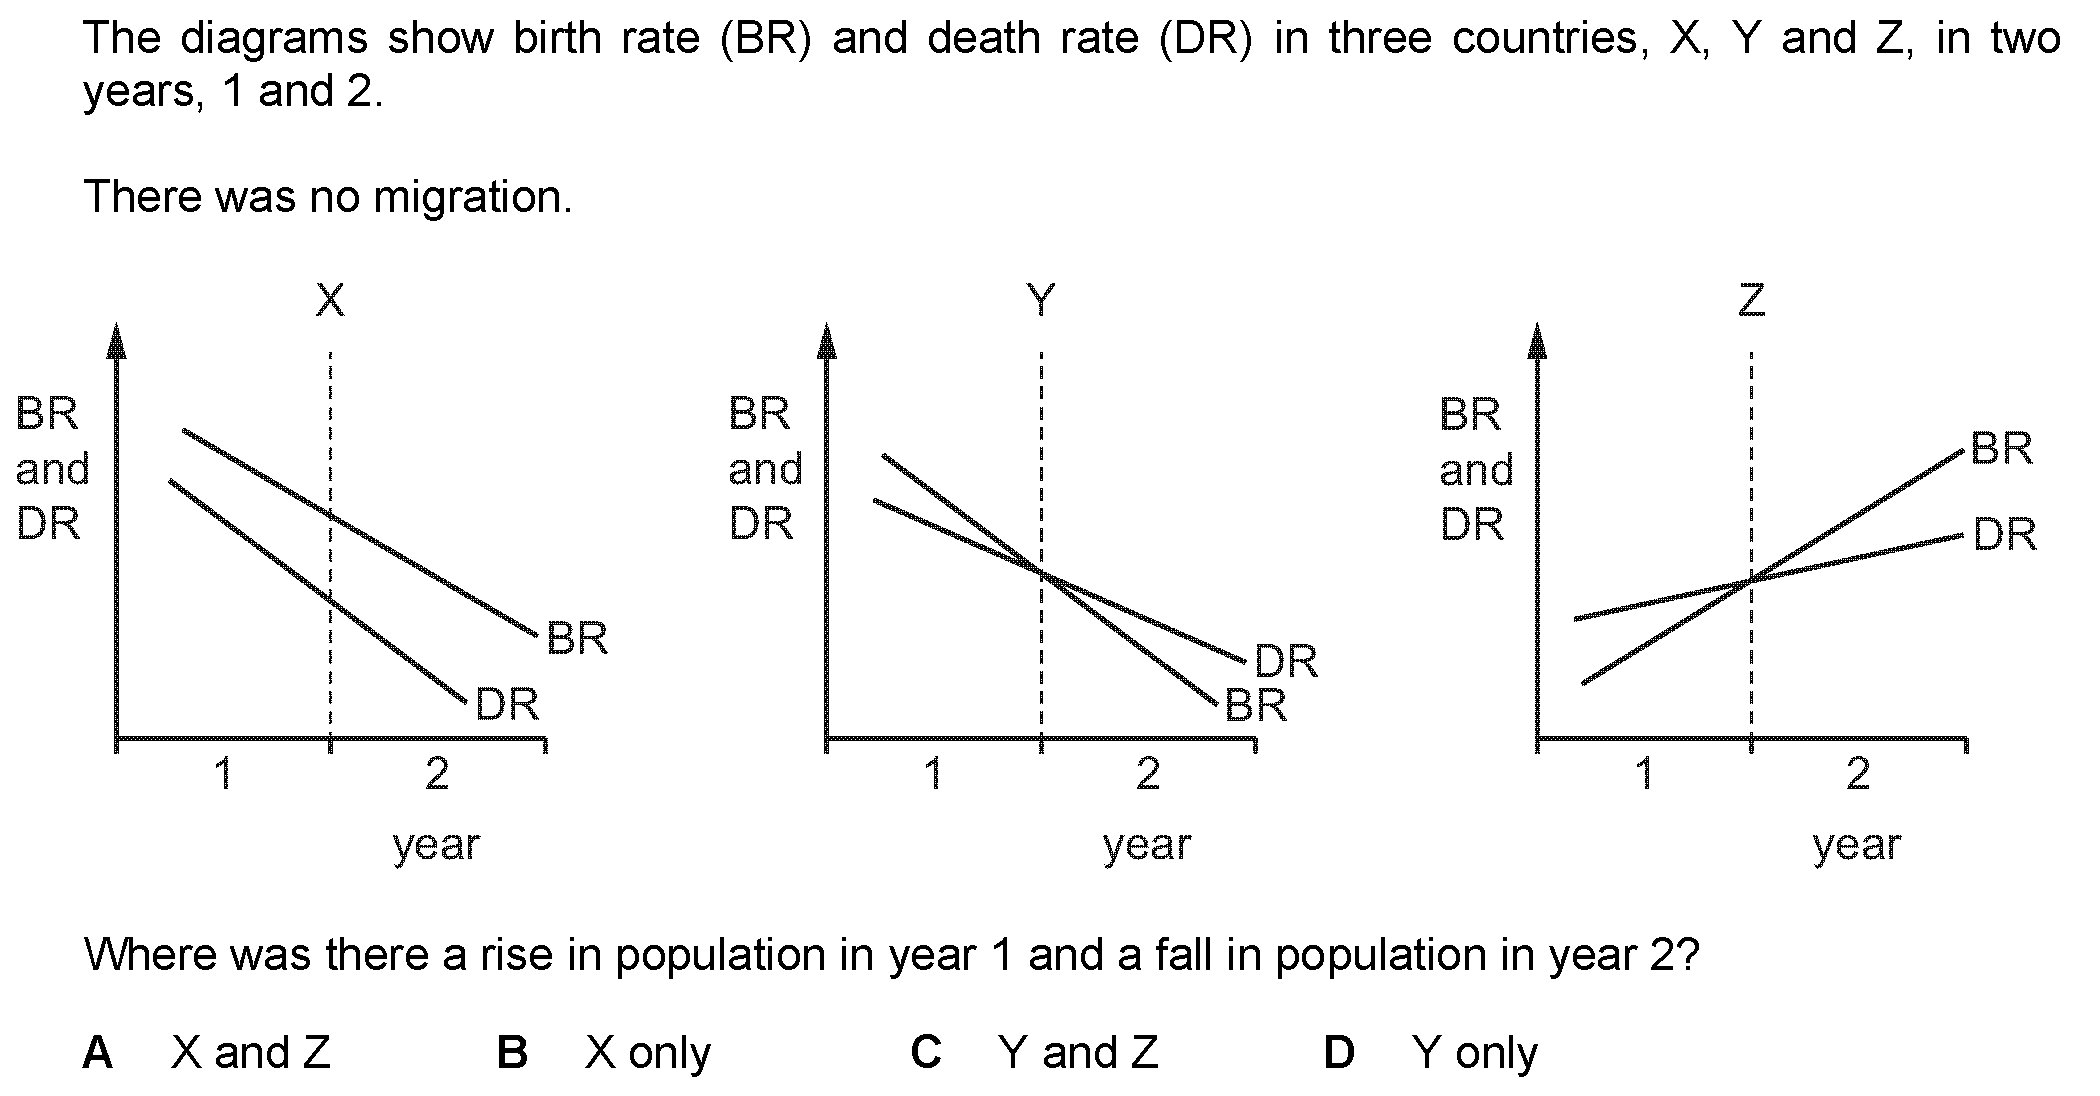 The diagrams show birth rate (BR) and death rate (DR) in three countries, X, Y and Z, in two
years, 1 and 2.
There was no migration.
X
BR
and
DR
BR
DR
1
2
year
Y
BR
and
DR
DR
BR
1
2
year
Z
BR
and
DR
BR
DR
1
2
year
Where was there a rise in population in year 1 and a fall in population in year 2?
A X and Z B X only C Y and Z D Y only